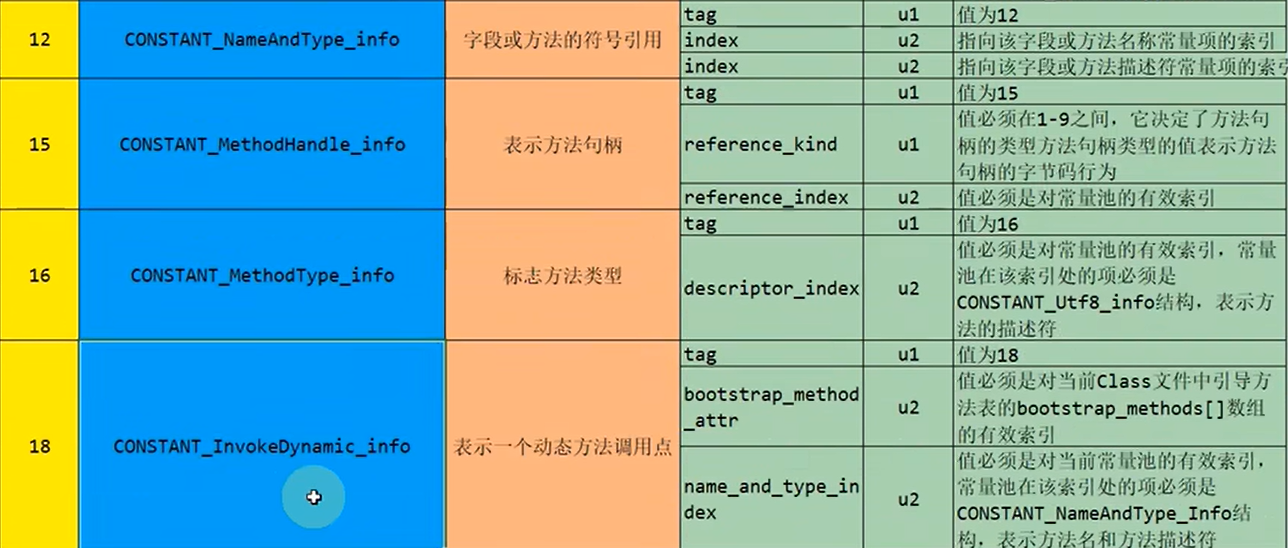 12
CONSTANT_NameAndType_info
字段或方法的符号引用
tag
u1
值为12
index
u2
指向该字段或方法名称常量项的索引
index
u2
指向该字段或方法描述符常量项的索引
15
CONSTANT_MethodHandle_info
表示方法句柄
tag
u1
值为15
reference_kind
u1
值必须在1-9之间，它决定了方法句
柄的类型方法句柄类型的值表示方法
句柄的字节码行为
reference_index
u2
值必须是对常量池的有效索引
16
CONSTANT_MethodType_info
标志方法类型
tag
u1
值为16
descriptor_index
u2
值必须是对常量池的有效索引，常量
池在该索引处的项必须是
CONSTANT_Utf8_info结构，表示方
法的描述符
18
CONSTANT_InvokeDynamic_info
表示一个动态方法调用点
tag
u1
值为18
bootstrap_method
_attr
u2
值必须是对当前Class文件中引导方
法表的bootstrap_methods[]数组
的有效索引
name_and_type_in
dex
u2
值必须是对当前常量池的有效索引，
常量池在该索引处的项必须是
CONSTANT_NameAndType_Info结
构，表示方法名和方法描述符